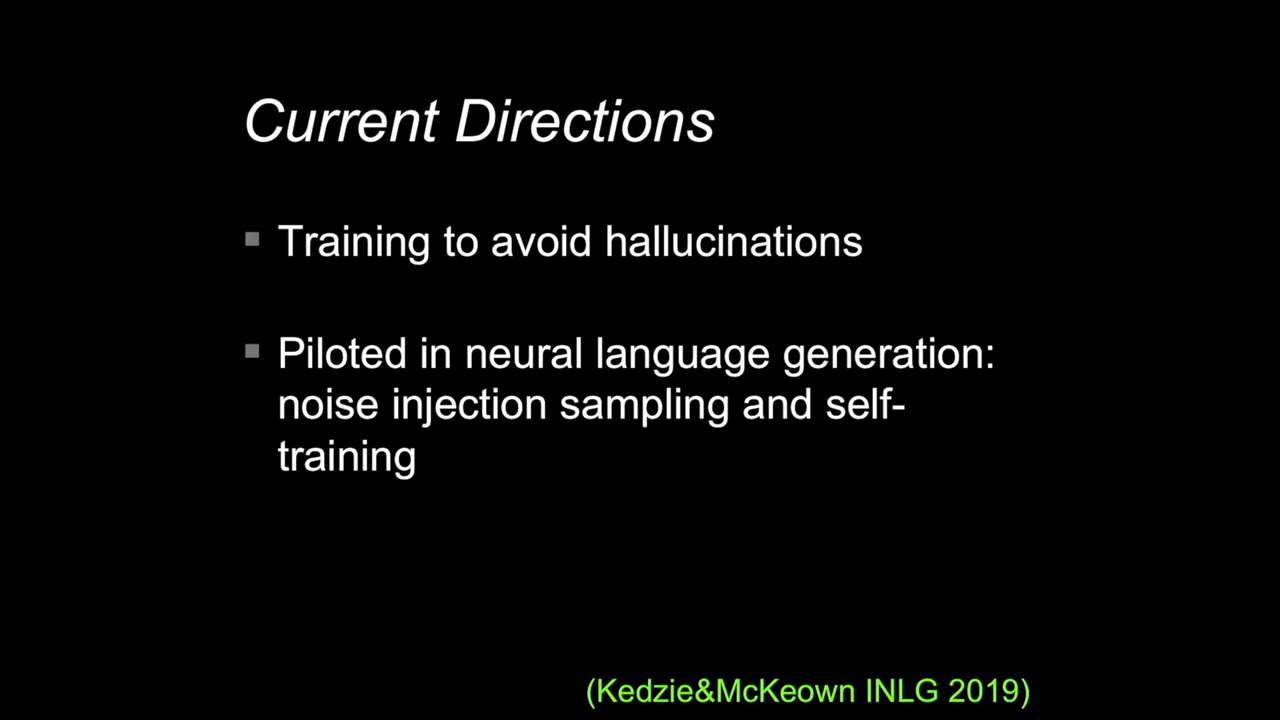 Current Directions
▪ Training to avoid hallucinations
▪ Piloted in neural language generation:
noise injection sampling and self-
training
(Kedzie&McKeown INLG 2019)